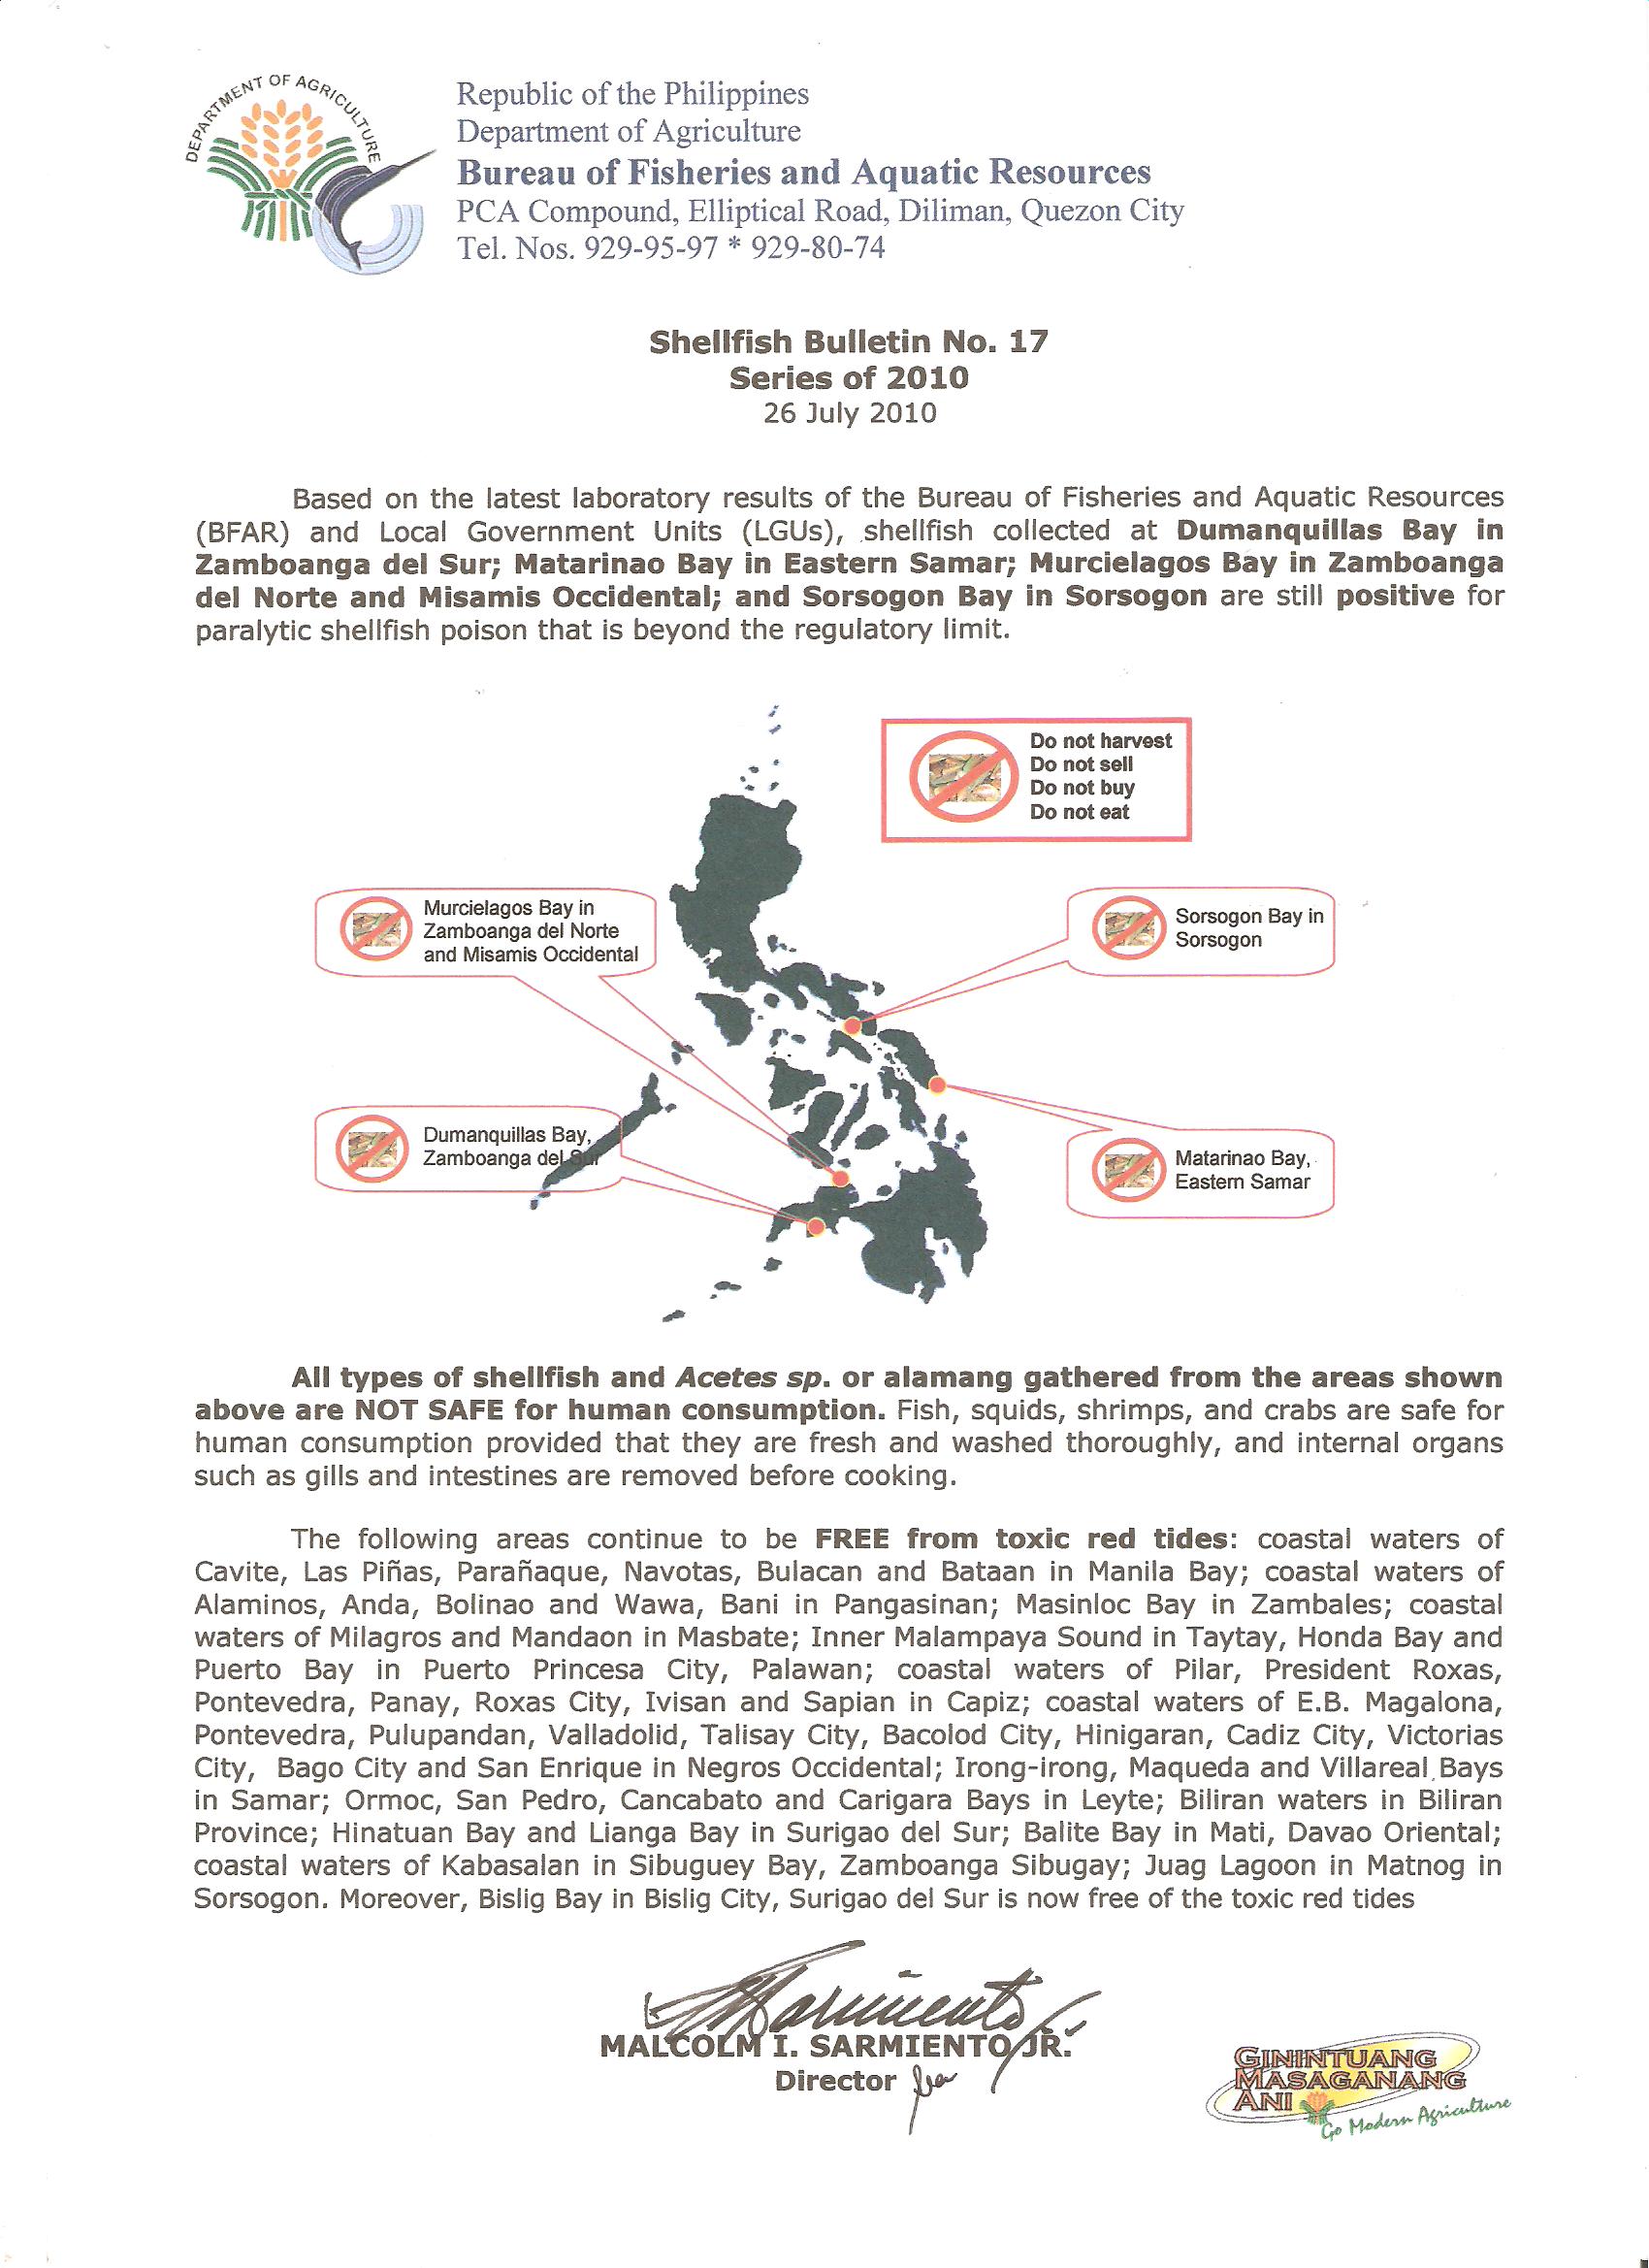 DEPARTMENT OF AGRICULTURE
Republic of the Philippines
Department of Agriculture
Bureau of Fisheries and Aquatic Resources
PCA Compound, Elliptical Road, Diliman, Quezon City
Tel. Nos. 929-95-97 * 929-80-74
Shellfish Bulletin No. 17
Series of 2010
26 July 2010
Based on the latest laboratory results of the Bureau of Fisheries and Aquatic Resources
(BFAR) and Local Government Units (LGUs), shellfish collected at Dumanquillas Bay in
Zamboanga del Sur; Matarinao Bay in Eastern Samar; Murcielagos Bay in Zamboanga
del Norte and Misamis Occidental; and Sorsogon Bay in Sorsogon are still positive for
paralytic shellfish poison that is beyond the regulatory limit.
Do not harvest
Do not sell
Do not buy
Do not eat
Murcielagos Bay in
Zamboanga del Norte
and Misamis Occidental
Sorsogon Bay in
Sorsogon
Dumanquillas Bay,
Zamboanga del Sur
Matarinao Bay,
Eastern Samar
All types of shellfish and Acetes sp. or alamang gathered from the areas shown
above are NOT SAFE for human consumption. Fish, squids, shrimps, and crabs are safe for
human consumption provided that they are fresh and washed thoroughly, and internal organs
such as gills and intestines are removed before cooking.
The following areas continue to be FREE from toxic red tides: coastal waters of
Cavite, Las Piñas, Parañaque, Navotas, Bulacan and Bataan in Manila Bay; coastal waters of
Alaminos, Anda, Bolinao and Wawa, Bani in Pangasinan; Masinloc Bay in Zambales; coastal
waters of Milagros and Mandaon in Masbate; Inner Malampaya Sound in Taytay, Honda Bay and
Puerto Bay in Puerto Princesa City, Palawan; coastal waters of Pilar, President Roxas,
Pontevedra, Panay, Roxas City, Ivisan and Sapian in Capiz; coastal waters of E.B. Magalona,
Pontevedra, Pulupandan, Valladolid, Talisay City, Bacolod City, Hinigaran, Cadiz City, Victorias
City, Bago City and San Enrique in Negros Occidental; Irong-irong, Maqueda and Villareal Bays
in Samar; Ormoc, San Pedro, Cancabato and Carigara Bays in Leyte; Biliran waters in Biliran
Province; Hinatuan Bay and Lianga Bay in Surigao del Sur; Balite Bay in Mati, Davao Oriental;
coastal waters of Kabasalan in Sibuguey Bay, Zamboanga Sibugay; Juag Lagoon in Matnog in
Sorsogon. Moreover, Bislig Bay in Bislig City, Surigao del Sur is now free of the toxic red tides
MALCOLM I. SARMIENTO JR.
Director
GININTUANG
MASAGANANG
ANI
Go Modern Agriculture